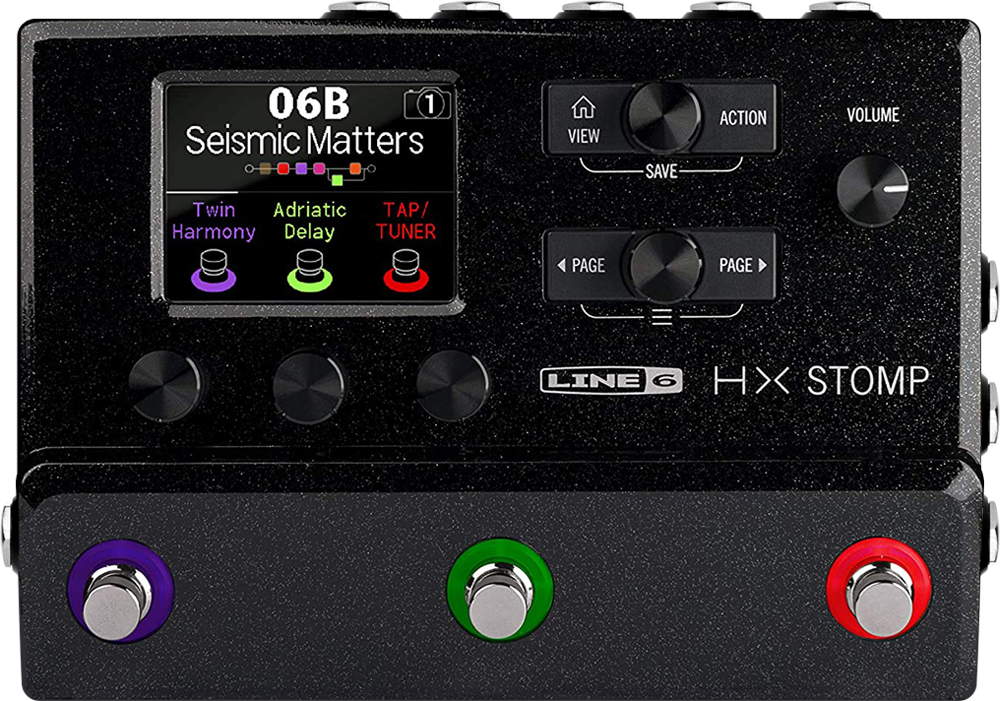 06B
1
Seismic Matters
Twin
Harmony
Adriatic
Delay
TAP/
TUNER
VIEW
ACTION
SAVE
VOLUME
PAGE
PAGE
LINE 6
HX STOMP